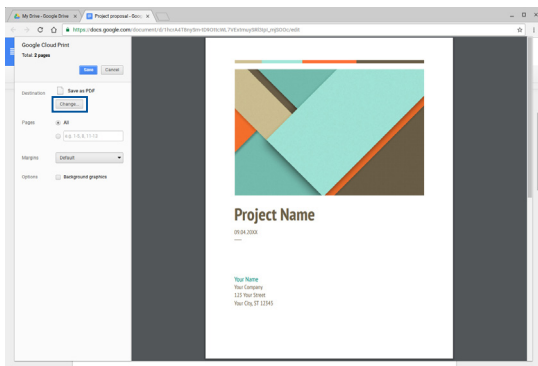 My Drive - Google Drive
Project proposal - Goog
https://docs.google.com/document/d/
Google Cloud Print
Total: 2 pages
Save
Cancel
Destination
Save as PDF
Change...
Pages
All
e.g. 1-5, 8, 11-13
Margins
Default
Options
Background graphics
Project Name
09.04.20XX
Your Name
Your Company
123 Your Street
Your City, ST 12345